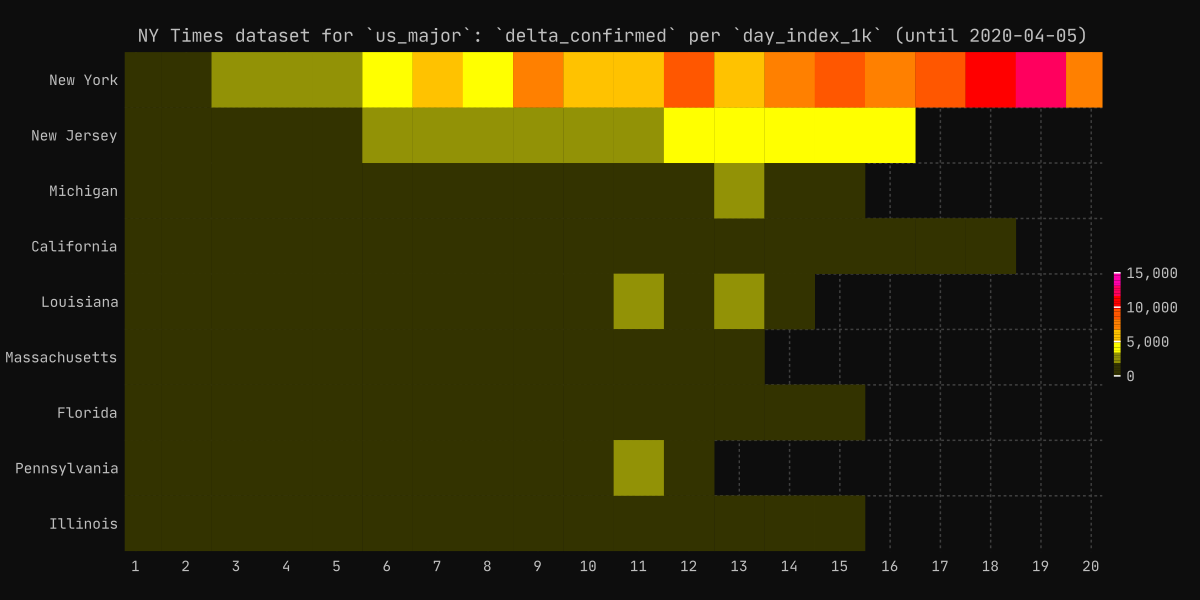 NY Times dataset for `us_major`: `delta_confirmed` per `day_index_1k` (until 2020-04-05)
New York
New Jersey
Michigan
California
Louisiana
Massachusetts
Florida
Pennsylvania
Illinois
15,000
10,000
5,000
0
1 2 3 4 5 6 7 8 9 10 11 12 13 14 15 16 17 18 19 20